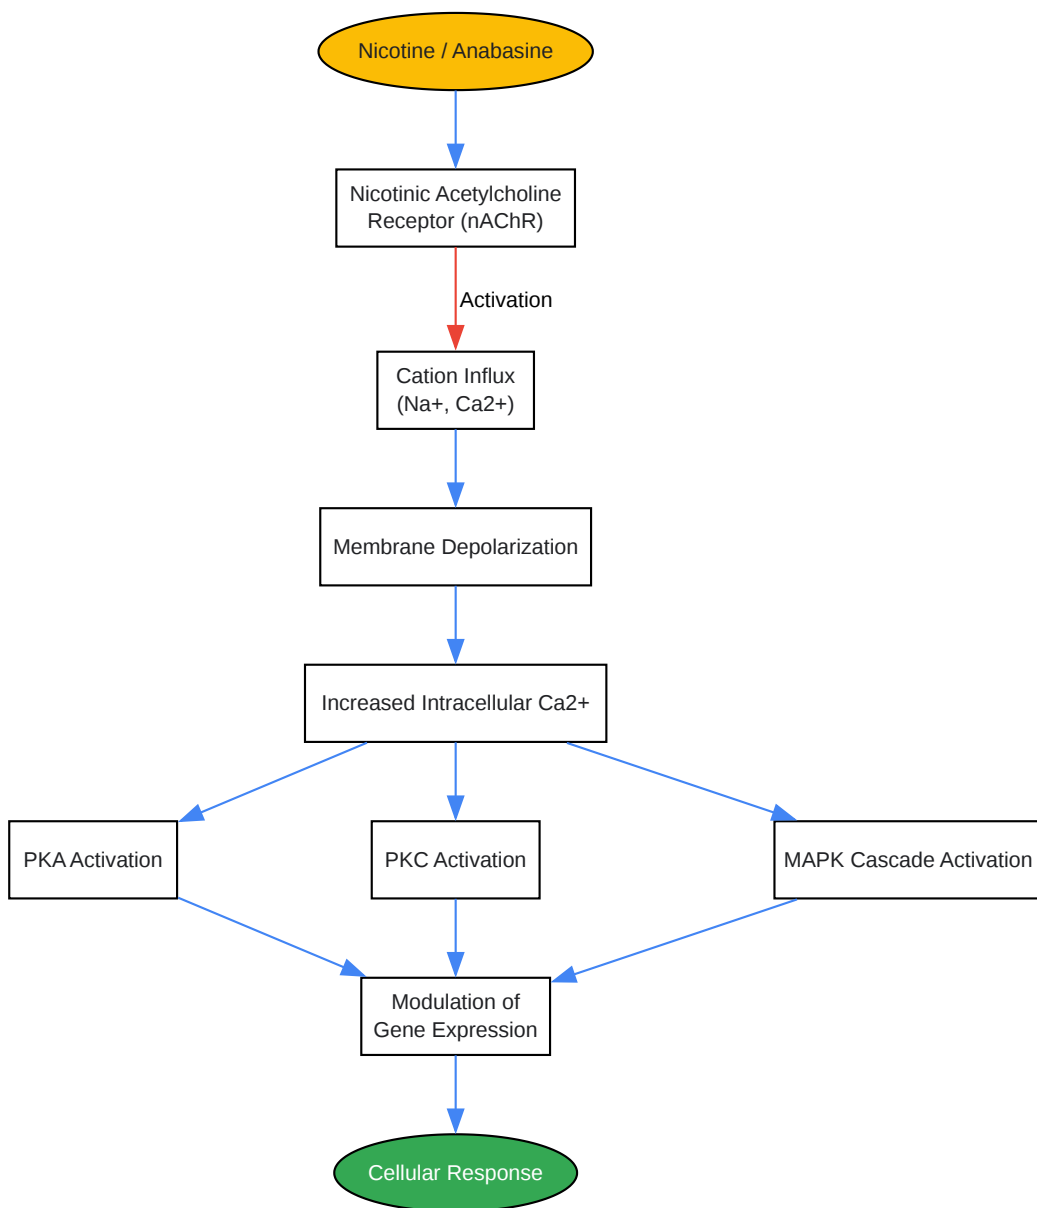 Nicotine / Anabasine
Nicotinic Acetylcholine
Receptor (nAChR)
Activation
Cation Influx
(Na+, Ca2+)
Membrane Depolarization
Increased Intracellular Ca2+
PKA Activation
PKC Activation
MAPK Cascade Activation
Modulation of
Gene Expression
Cellular Response